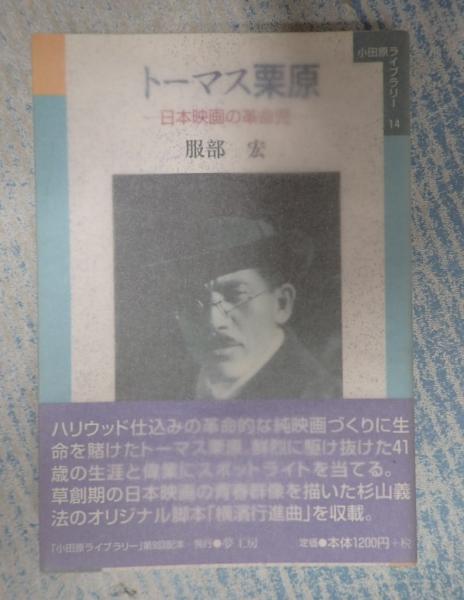 小田原ライブラリー
14
トーマス栗原
日本映画の革命児
服部 宏
ハリウッド仕込みの革命的な純映画づくりに生
命を賭けたトーマス栗原。鮮烈に駆け抜けた41
歳の生涯と偉業にスポットライトを当てる。
草創期の日本映画の青春群像を描いた杉山義
法のオリジナル脚本「横濱行進曲」を収載。
「小田原ライブラリー」 発行●夢工房 定価●本体1200円+税